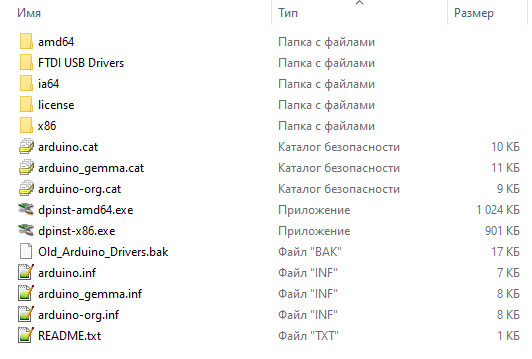 Имя Тип Размер
amd64 Папка с файлами
FTDI USB Drivers Папка с файлами
ia64 Папка с файлами
license Папка с файлами
x86 Папка с файлами
arduino.cat Каталог безопасности 10 КБ
arduino_gemma.cat Каталог безопасности 11 КБ
arduino-org.cat Каталог безопасности 9 КБ
dpinst-amd64.exe Приложение 1 024 КБ
dpinst-x86.exe Приложение 901 КБ
Old_Arduino_Drivers.bak Файл "BAK" 17 КБ
arduino.inf Файл "INF" 7 КБ
arduino_gemma.inf Файл "INF" 8 КБ
arduino-org.inf Файл "INF" 8 КБ
README.txt Файл "TXT" 1 КБ